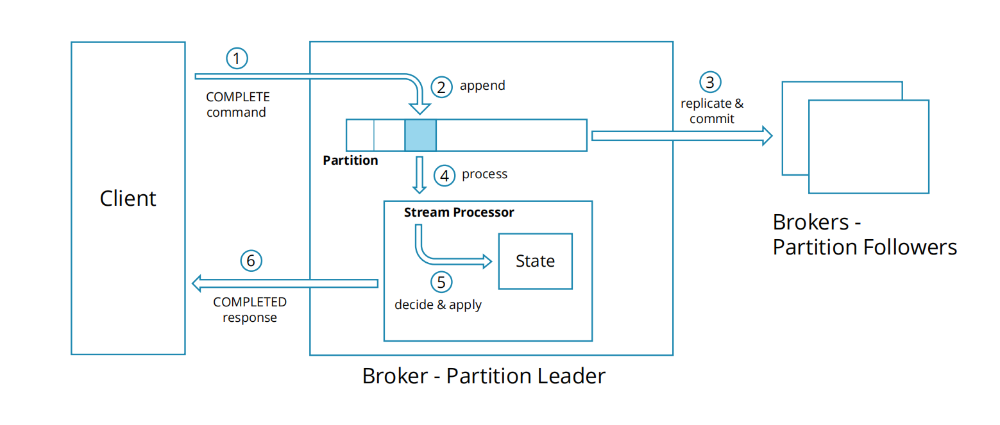 1
COMPLETE
command
2 append
3
replicate &
commit
Partition
4 process
Client
Stream Processor
State
5
decide & apply
6
COMPLETED
response
Brokers -
Partition Followers
Broker - Partition Leader